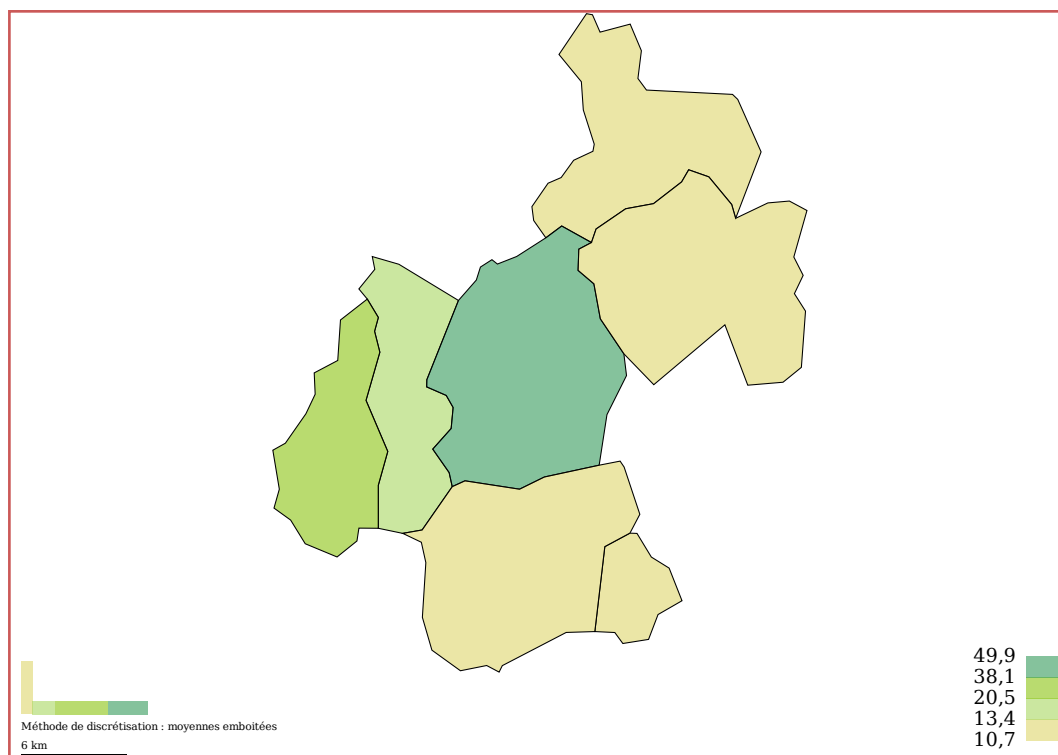 49,9
38,1
20,5
13,4
10,7
Méthode de discrétisation : moyennes emboitées
6 km